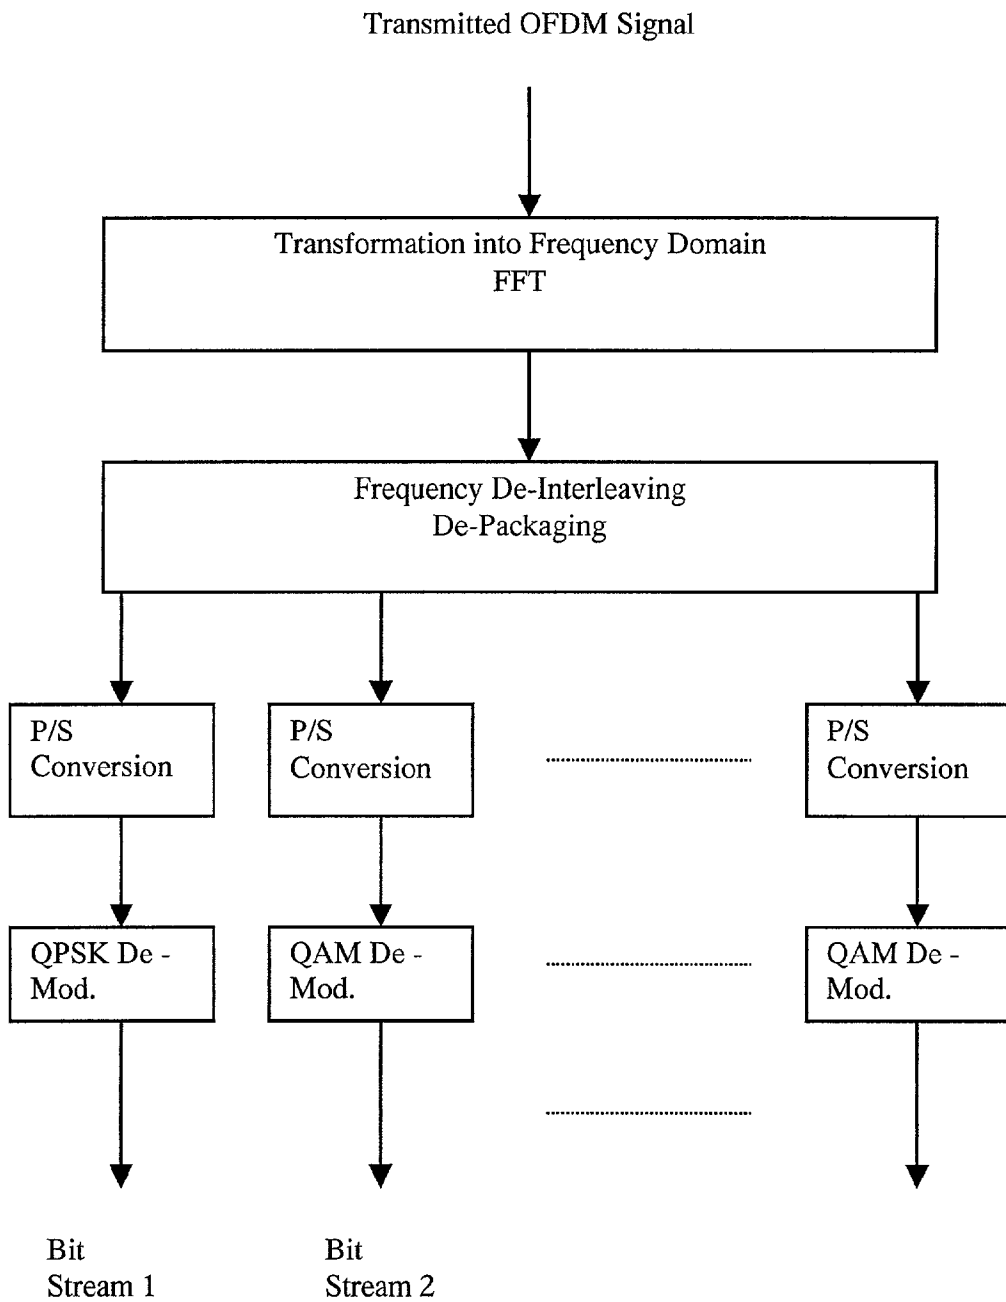 Transmitted OFDM Signal
Transformation into Frequency Domain
FFT
Frequency De-Interleaving
De-Packaging
P/S
Conversion
P/S
Conversion
P/S
Conversion
QPSK De -
Mod.
QAM De -
Mod.
QAM De -
Mod.
Bit
Stream 1
Bit
Stream 2